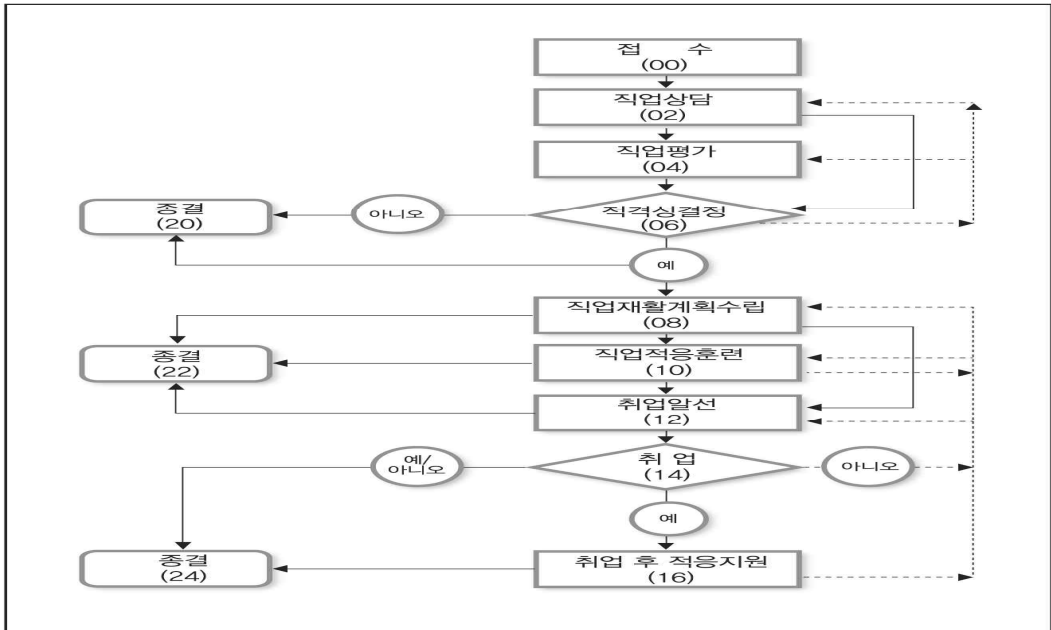 접 수
(00)
직업상담
(02)
직업평가
(04)
직격싱결징
(06)
아니오
종결
(20)
예
직업재활계획수립
(08)
직업적응훈련
(10)
종결
(22)
취업알선
(12)
예/
아니오
취 업
(14)
아니오
예
종결
(24)
취업 후 적응지원
(16)